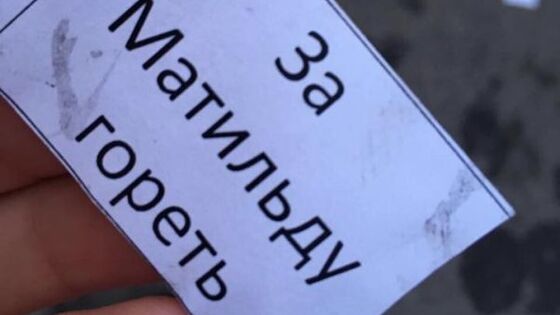 За
Матильду
гореть